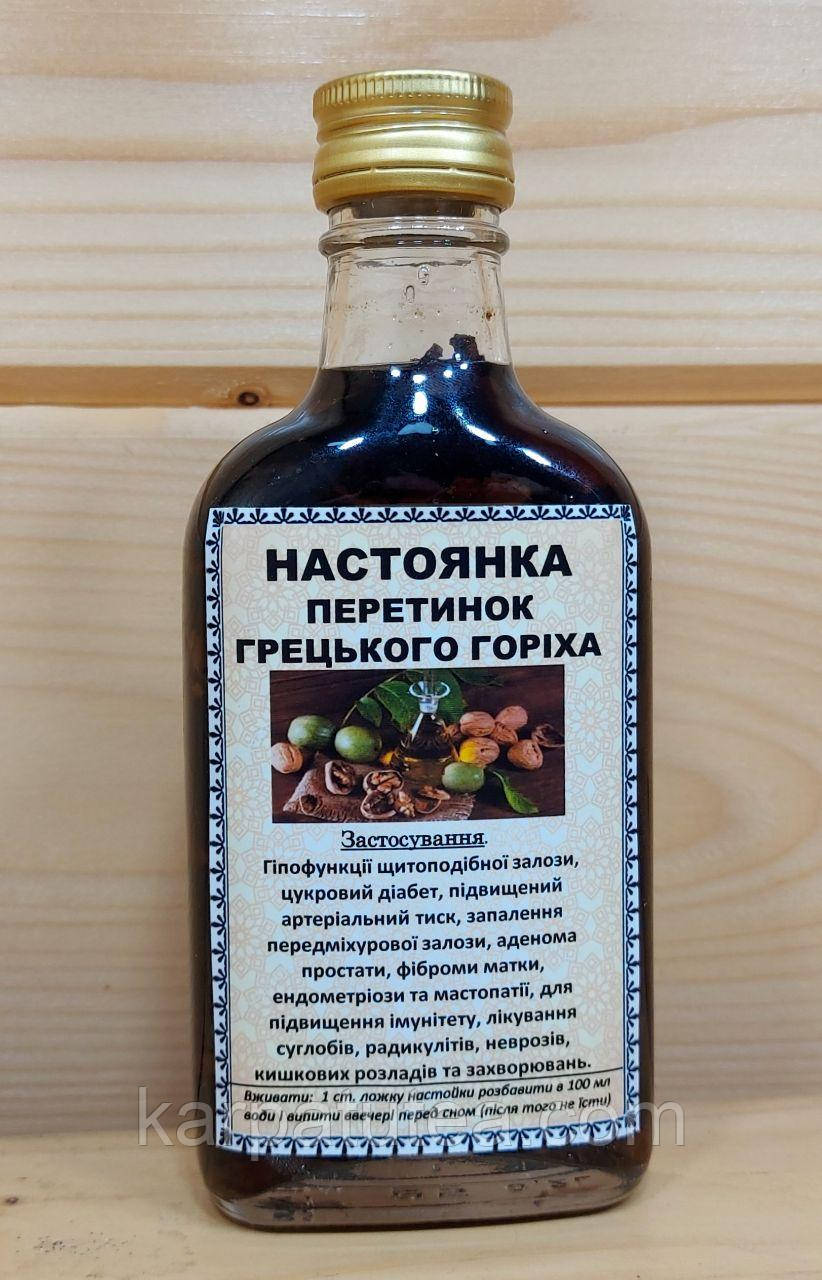 НАСТОЯНКА
ПЕРЕТИНОК
ГРЕЦЬКОГО ГОРІХА
Застосування.
Гіпофункції щитоподібної залози,
цукровий діабет, підвищений
артеріальний тиск, запалення
передміхурової залози, аденома
простати, фіброми матки,
ендометріози та мастопатії, для
підвищення імунітету, лікування
суглобів, радикулітів, неврозів,
кишкових розладів та захворювань.
Вживати: 1 ст. ложку настойки розбавити в 100 мл
води і випити ввечері перед сном (після того не їсти)